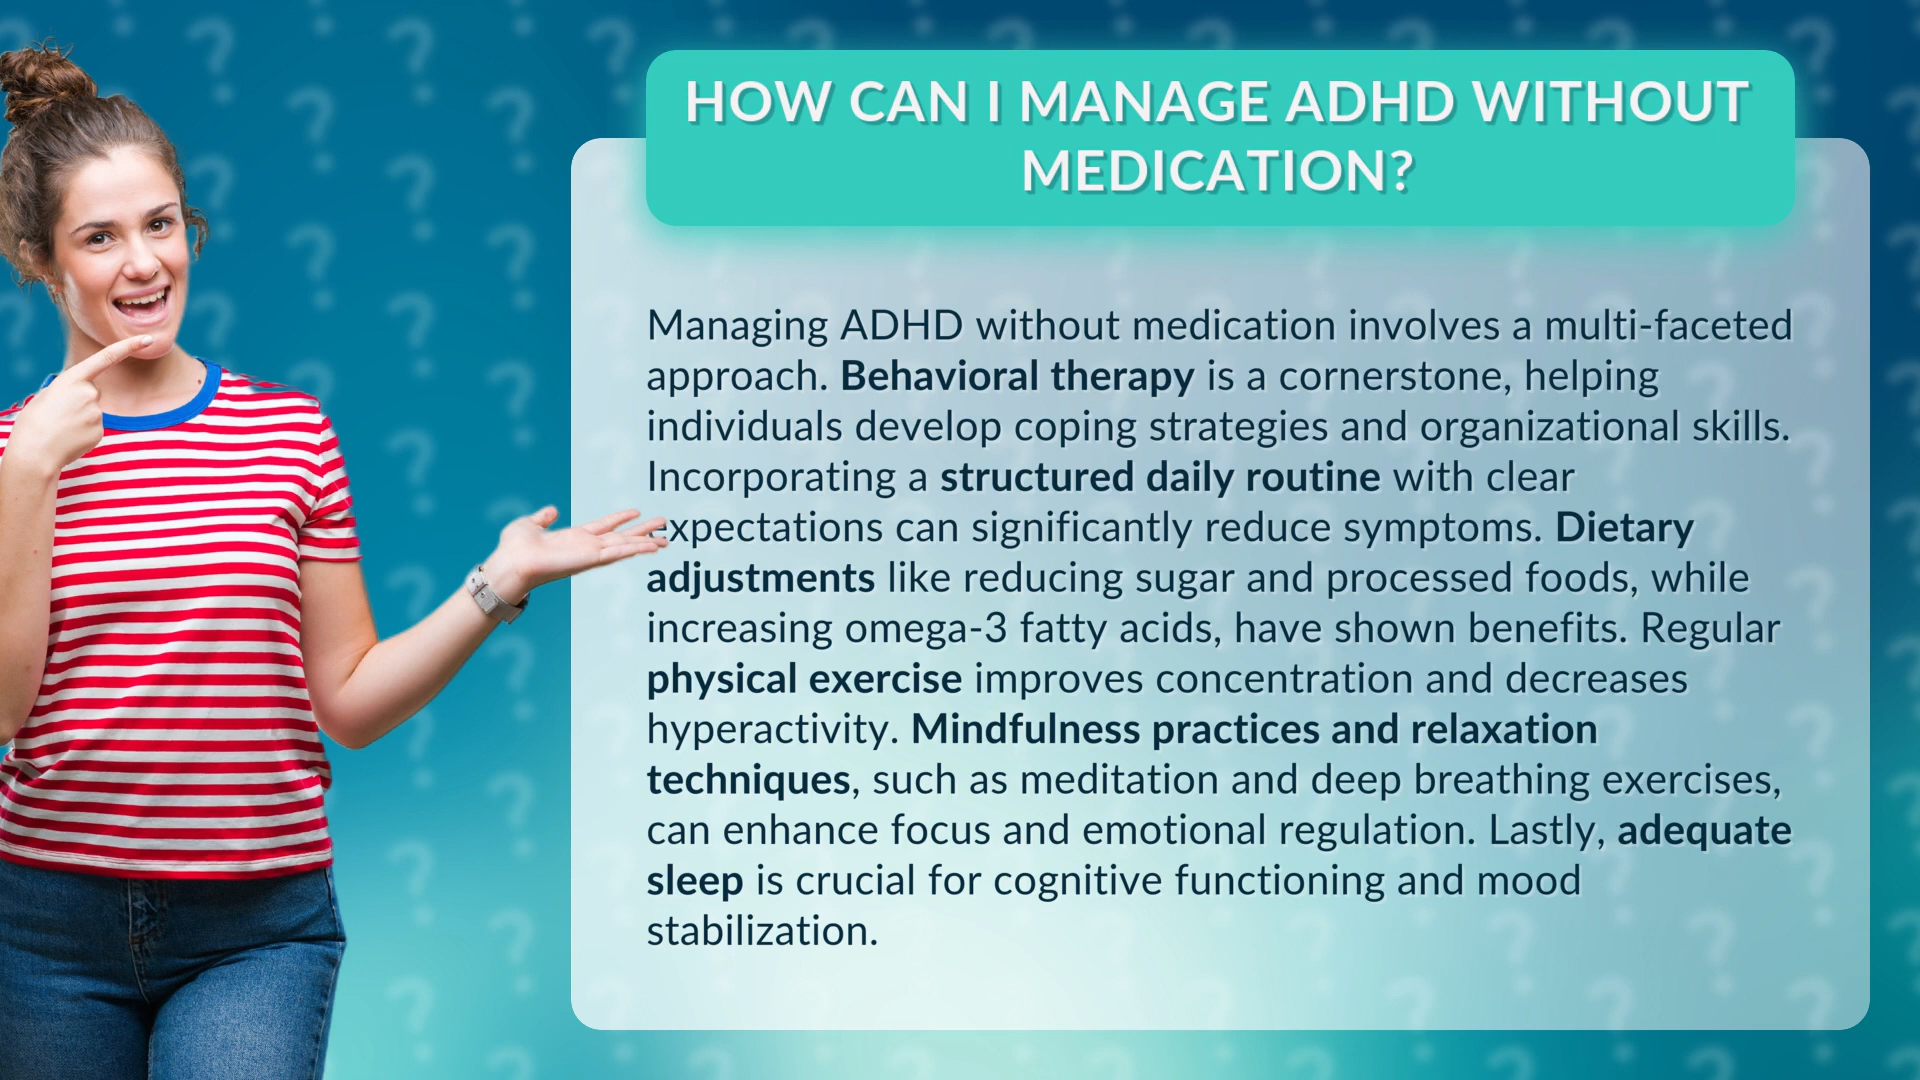 HOW CAN I MANAGE ADHD WITHOUT
MEDICATION?
Managing ADHD without medication involves a multi-faceted
approach. Behavioral therapy is a cornerstone, helping
individuals develop coping strategies and organizational skills.
Incorporating a structured daily routine with clear
expectations can significantly reduce symptoms. Dietary
adjustments like reducing sugar and processed foods, while
increasing omega-3 fatty acids, have shown benefits. Regular
physical exercise improves concentration and decreases
hyperactivity. Mindfulness practices and relaxation
techniques, such as meditation and deep breathing exercises,
can enhance focus and emotional regulation. Lastly, adequate
sleep is crucial for cognitive functioning and mood
stabilization.